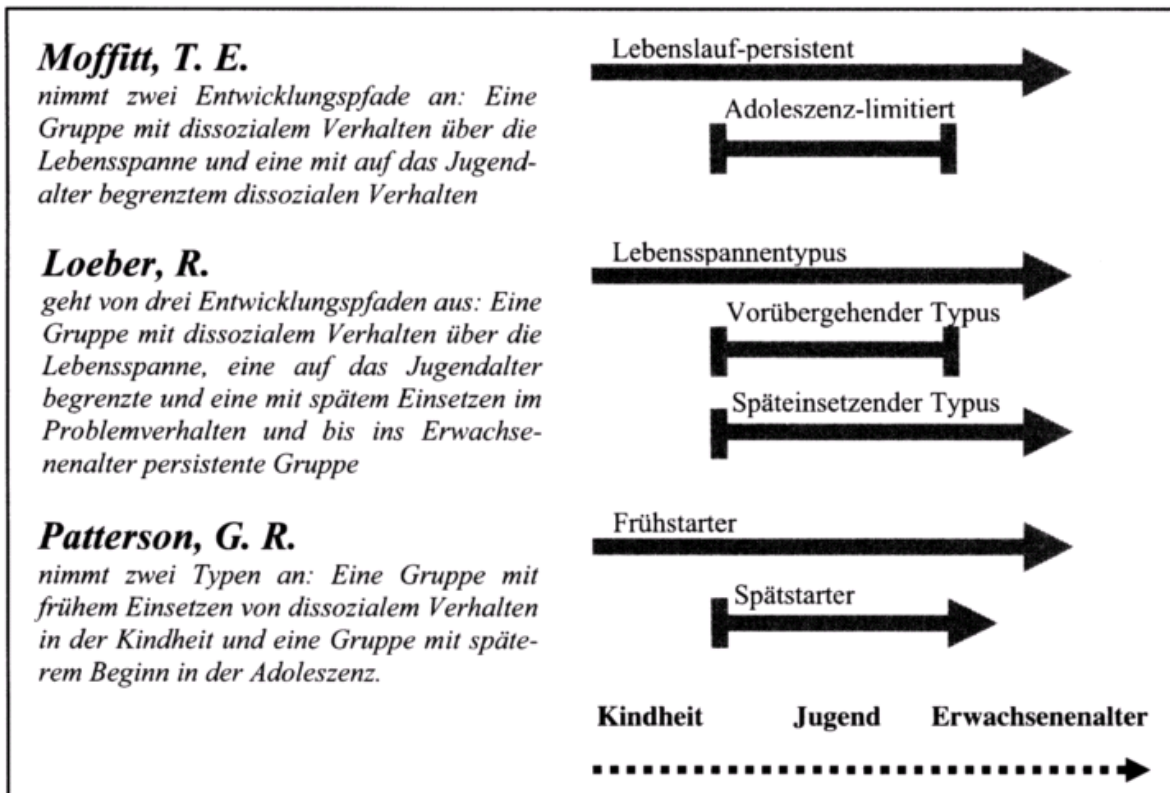 Moffitt, T. E.
nimmt zwei Entwicklungspfade an: Eine
Gruppe mit dissozialem Verhalten über die
Lebensspanne und eine mit auf das Jugend-
alter begrenztem dissozialen Verhalten
Lebenslauf-persistent
Adoleszenz-limitiert
Loeber, R.
geht von drei Entwicklungspfaden aus: Eine
Gruppe mit dissozialem Verhalten über die
Lebensspanne, eine auf das Jugendalter
begrenzte und eine mit spätem Einsetzen im
Problemverhalten und bis ins Erwachse-
nenalter persistente Gruppe
Lebensspannentypus
Vorübergehender Typus
Späteinsetzender Typus
Patterson, G. R.
nimmt zwei Typen an: Eine Gruppe mit
frühem Einsetzen von dissozialem Verhalten
in der Kindheit und eine Gruppe mit späte-
rem Beginn in der Adoleszenz.
Frühstarter
Spätstarter
Kindheit Jugend Erwachsenenalter